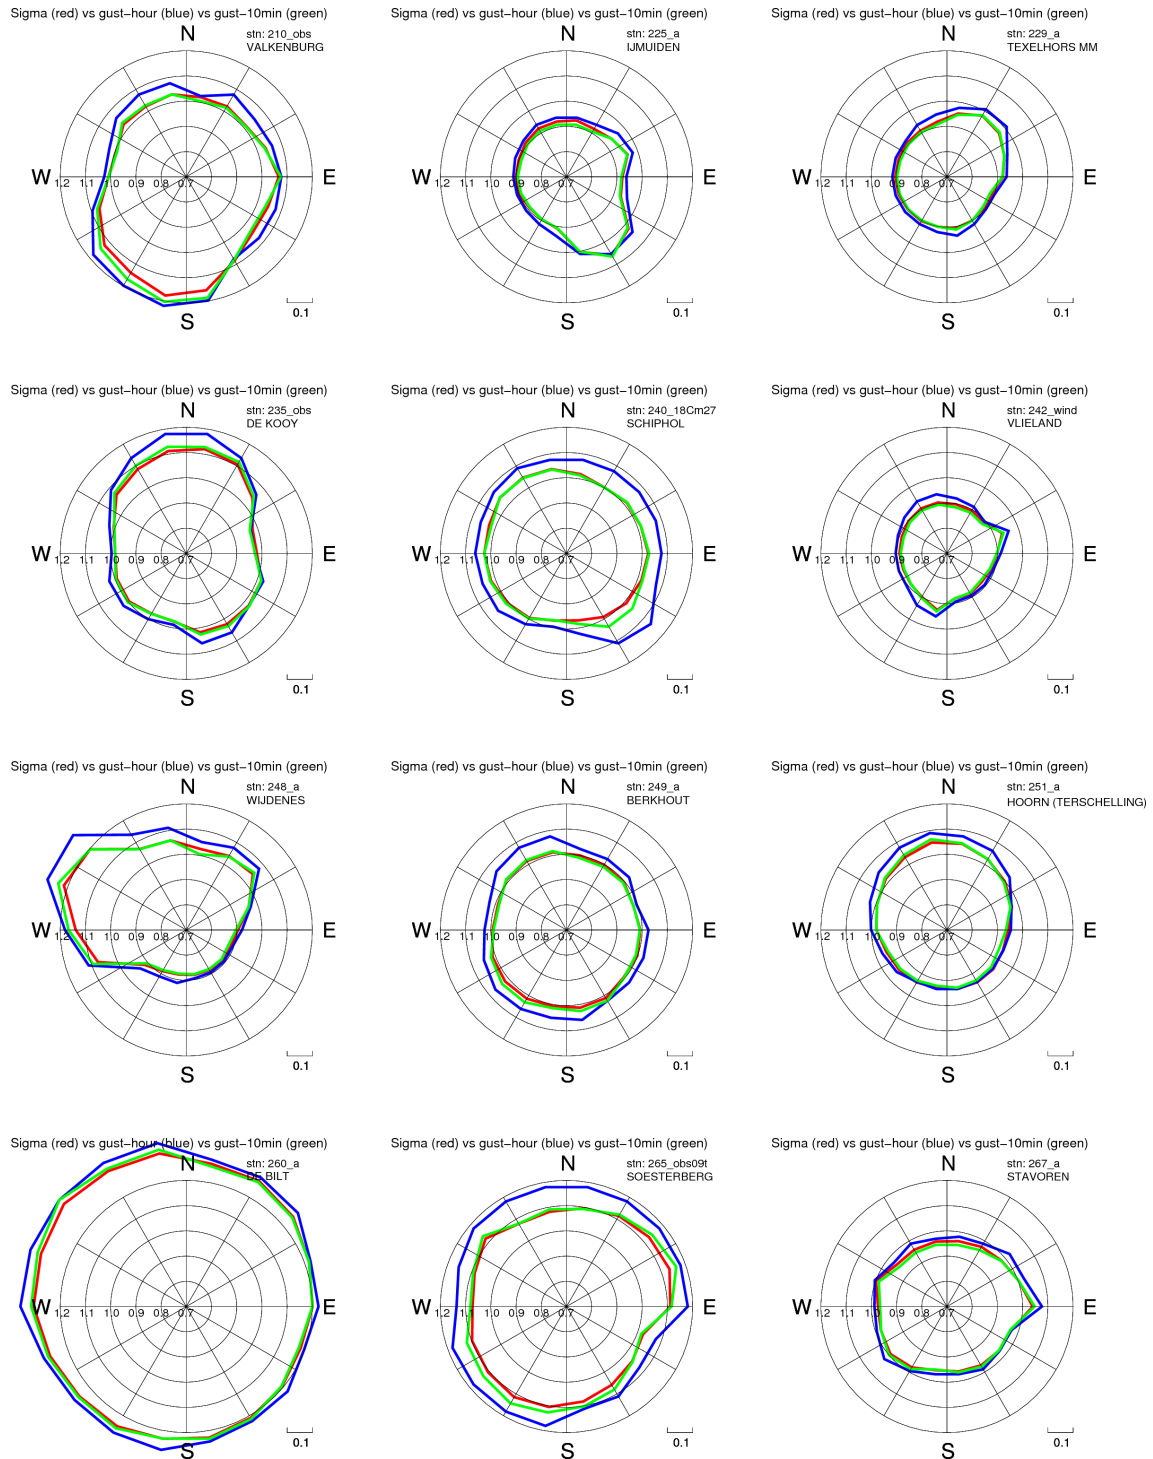 Sigma (red) vs gust−hour (blue) vs gust−10min (green)
stn: 210_obs
VALKENBURG
N
W
1.2 1.1 1.0 0.9 0.8 0.7
E
S
0.1
Sigma (red) vs gust−hour (blue) vs gust−10min (green)
stn: 225_a
IJMUIDEN
N
W
1.2 1.1 1.0 0.9 0.8 0.7
E
S
0.1
Sigma (red) vs gust−hour (blue) vs gust−10min (green)
stn: 229_a
TEXELHORS MM
N
W
1.2 1.1 1.0 0.9 0.8 0.7
E
S
0.1
Sigma (red) vs gust−hour (blue) vs gust−10min (green)
stn: 235_obs
DE KOOY
N
W
1.2 1.1 1.0 0.9 0.8 0.7
E
S
0.1
Sigma (red) vs gust−hour (blue) vs gust−10min (green)
stn: 240_18Cm27
SCHIPHOL
N
W
1.2 1.1 1.0 0.9 0.8 0.7
E
S
0.1
Sigma (red) vs gust−hour (blue) vs gust−10min (green)
stn: 242_wind
VLIELAND
N
W
1.2 1.1 1.0 0.9 0.8 0.7
E
S
0.1
Sigma (red) vs gust−hour (blue) vs gust−10min (green)
stn: 248_a
WIJDENES
N
W
1.2 1.1 1.0 0.9 0.8 0.7
E
S
0.1
Sigma (red) vs gust−hour (blue) vs gust−10min (green)
stn: 249_a
BERKHOUT
N
W
1.2 1.1 1.0 0.9 0.8 0.7
E
S
0.1
Sigma (red) vs gust−hour (blue) vs gust−10min (green)
stn: 251_a
HOORN (TERSCHELLING)
N
W
1.2 1.1 1.0 0.9 0.8 0.7
E
S
0.1
Sigma (red) vs gust−hour (blue) vs gust−10min (green)
stn: 260_a
DE BILT
N
W
1.2 1.1 1.0 0.9 0.8 0.7
E
S
0.1
Sigma (red) vs gust−hour (blue) vs gust−10min (green)
stn: 265_obs09t
SOESTERBERG
N
W
1.2 1.1 1.0 0.9 0.8 0.7
E
S
0.1
Sigma (red) vs gust−hour (blue) vs gust−10min (green)
stn: 267_a
STAVOREN
N
W
1.2 1.1 1.0 0.9 0.8 0.7
E
S
0.1